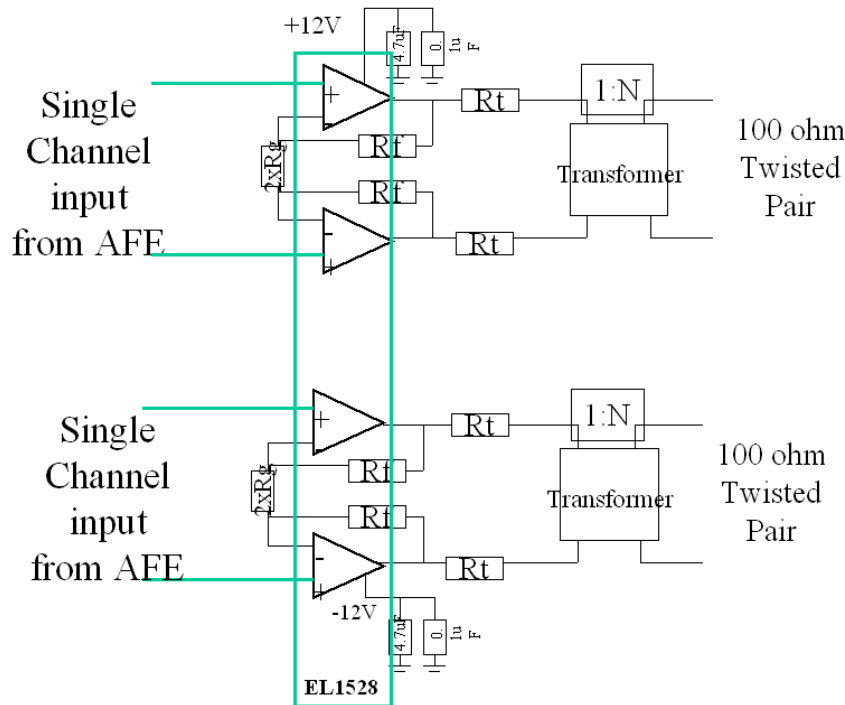 +12V
4.7uF
0.
1u
F
Single
Channel
input
from AFE
+
-
2xRg
Rf
Rf
-
+
Rt
Rt
1:N
Transformer
100 ohm
Twisted
Pair
Single
Channel
input
from AFE
+
-
2xRg
Rf
Rf
-
+
Rt
Rt
1:N
Transformer
100 ohm
Twisted
Pair
-12V
4.7uF
0.
1u
F
EL1528